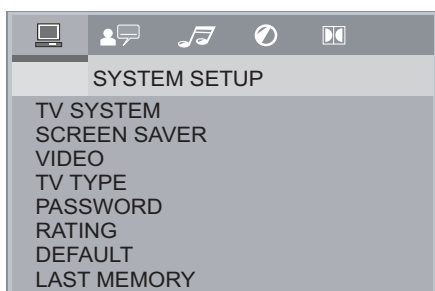 SYSTEM SETUP
TV SYSTEM
SCREEN SAVER
VIDEO
TV TYPE
PASSWORD
RATING
DEFAULT
LAST MEMORY